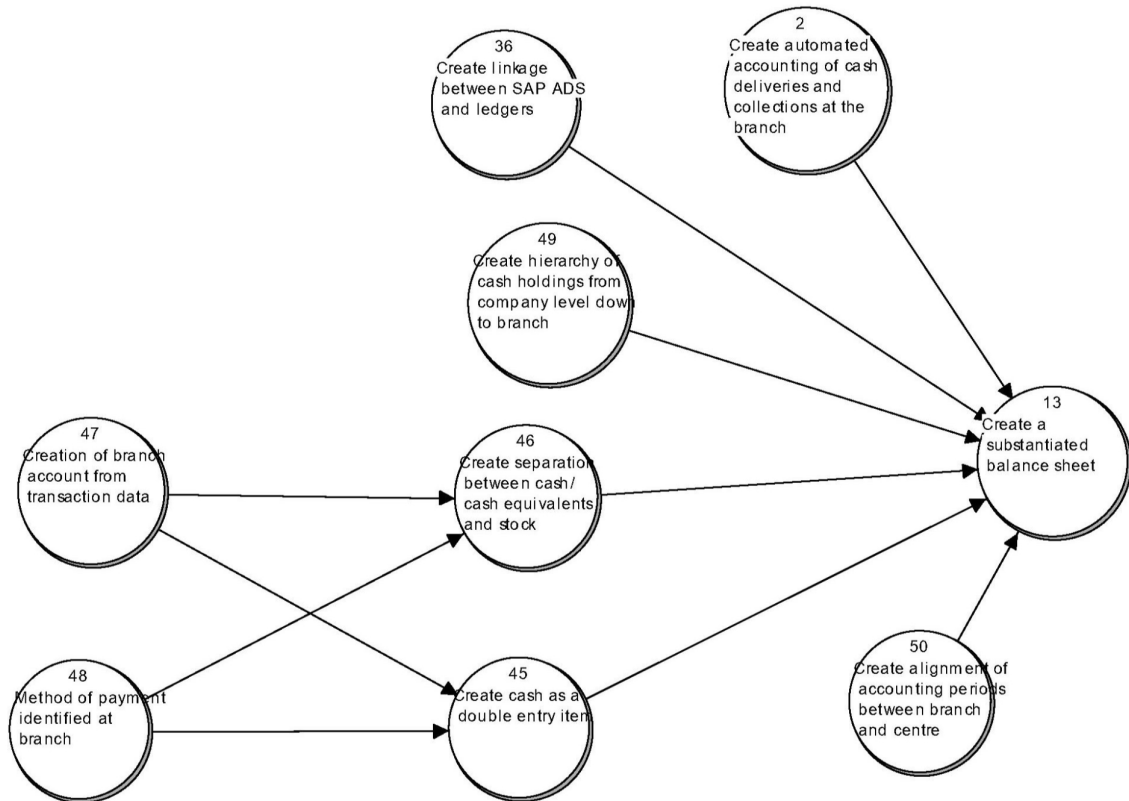 36
Create linkage
between SAP ADS
and ledgers
2
Create automated
accounting of cash
deliveries and
collections at the
branch
49
Create hierarchy of
cash holdings from
company level down
to branch
13
Create a
substantiated
balance sheet
47
Creation of branch
account from
transaction data
46
Create separation
between cash/
cash equivalents
and stock
48
Method of payment
identified at
branch
45
Create cash as a
double entry item
50
Create alignment of
accounting periods
between branch
and centre